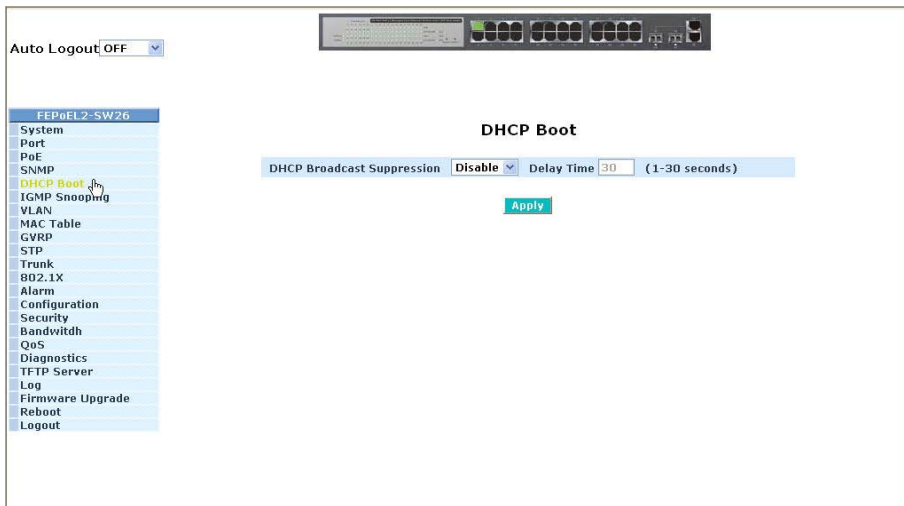 Auto Logout OFF
FEPoEL2-SW26
System
Port
PoE
SNMP
DHCP Boot
IGMP Snooping
VLAN
MAC Table
GVRP
STP
Trunk
802.1X
Alarm
Configuration
Security
Bandwitdh
QoS
Diagnostics
TFTP Server
Log
Firmware Upgrade
Reboot
Logout
DHCP Boot
DHCP Broadcast Suppression Disable Delay Time 30 (1-30 seconds)
Apply